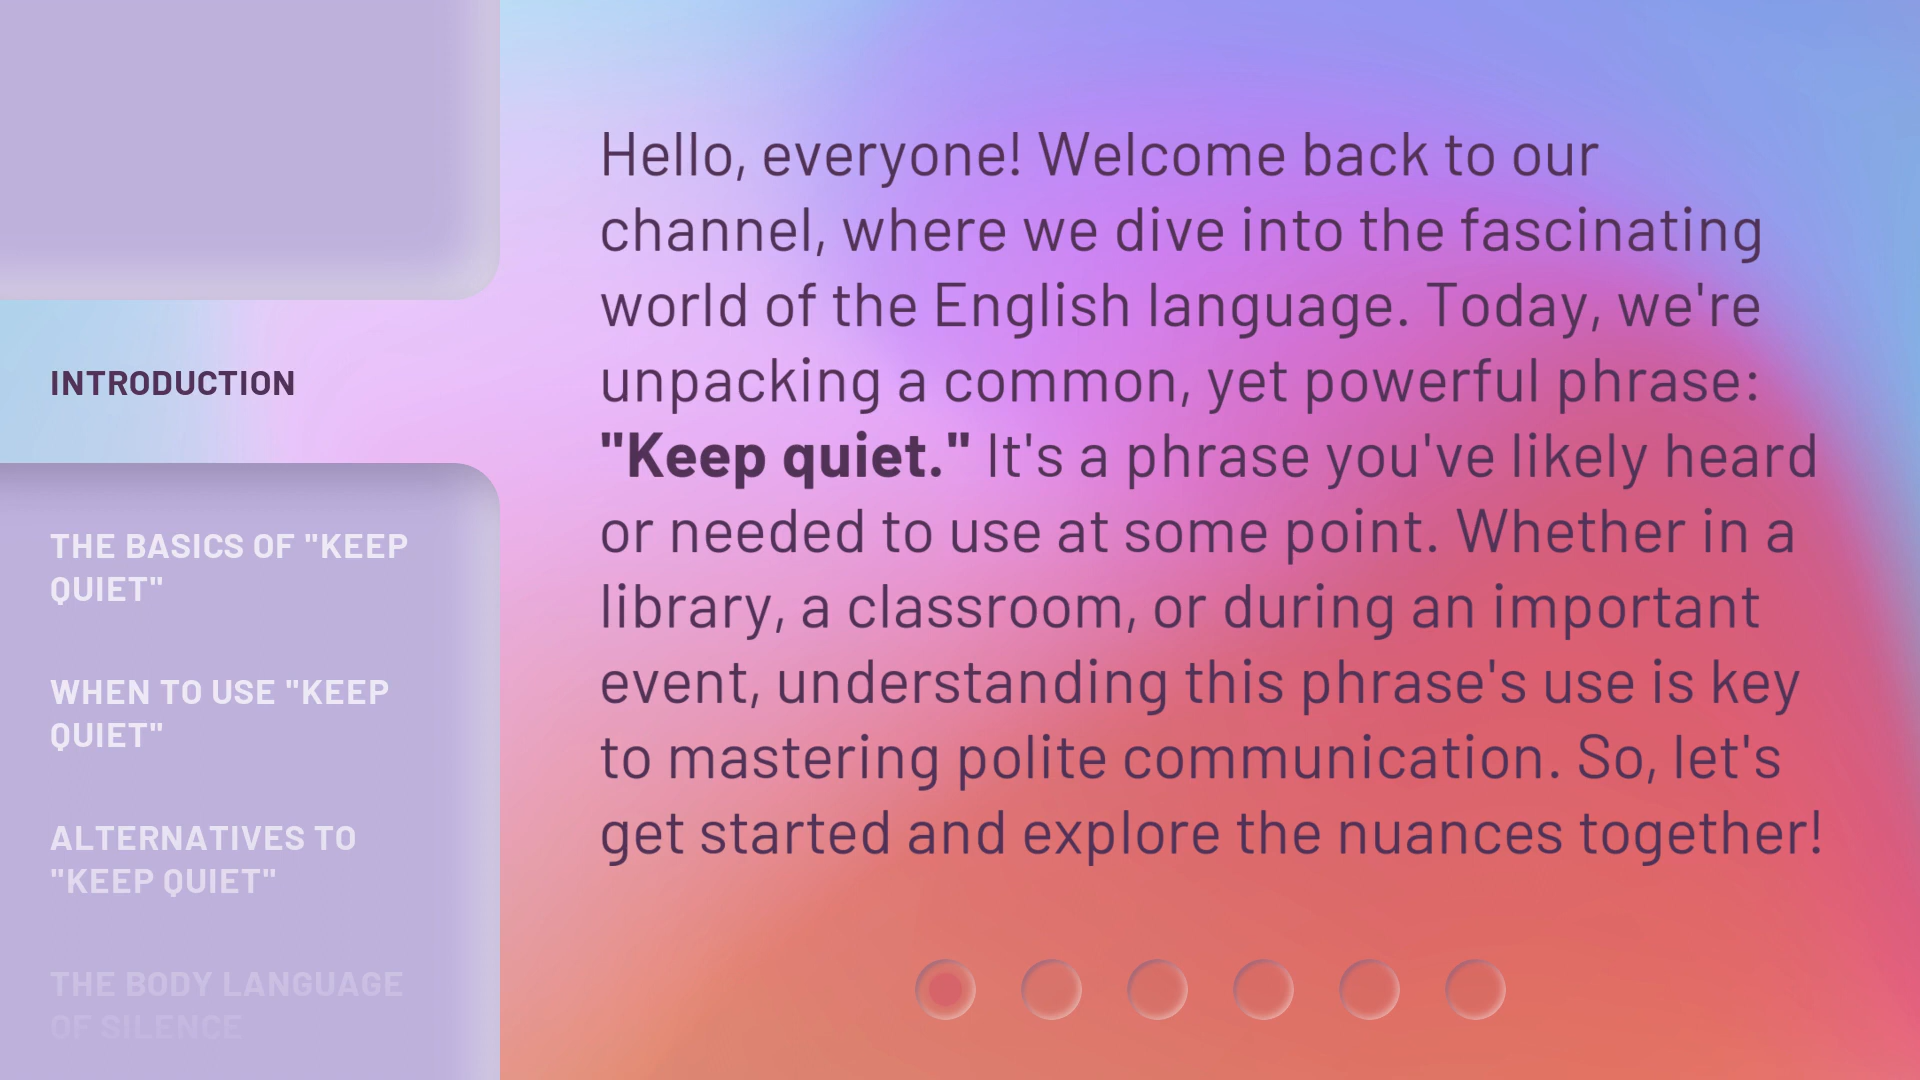 INTRODUCTION
THE BASICS OF "KEEP
QUIET"
WHEN TO USE "KEEP
QUIET"
ALTERNATIVES TO
"KEEP QUIET"
THE BODY LANGUAGE
OF SILENCE
Hello, everyone! Welcome back to our
channel, where we dive into the fascinating
world of the English language. Today, we're
unpacking a common, yet powerful phrase:
"Keep quiet." It's a phrase you've likely heard
or needed to use at some point. Whether in a
library, a classroom, or during an important
event, understanding this phrase's use is key
to mastering polite communication. So, let's
get started and explore the nuances together!